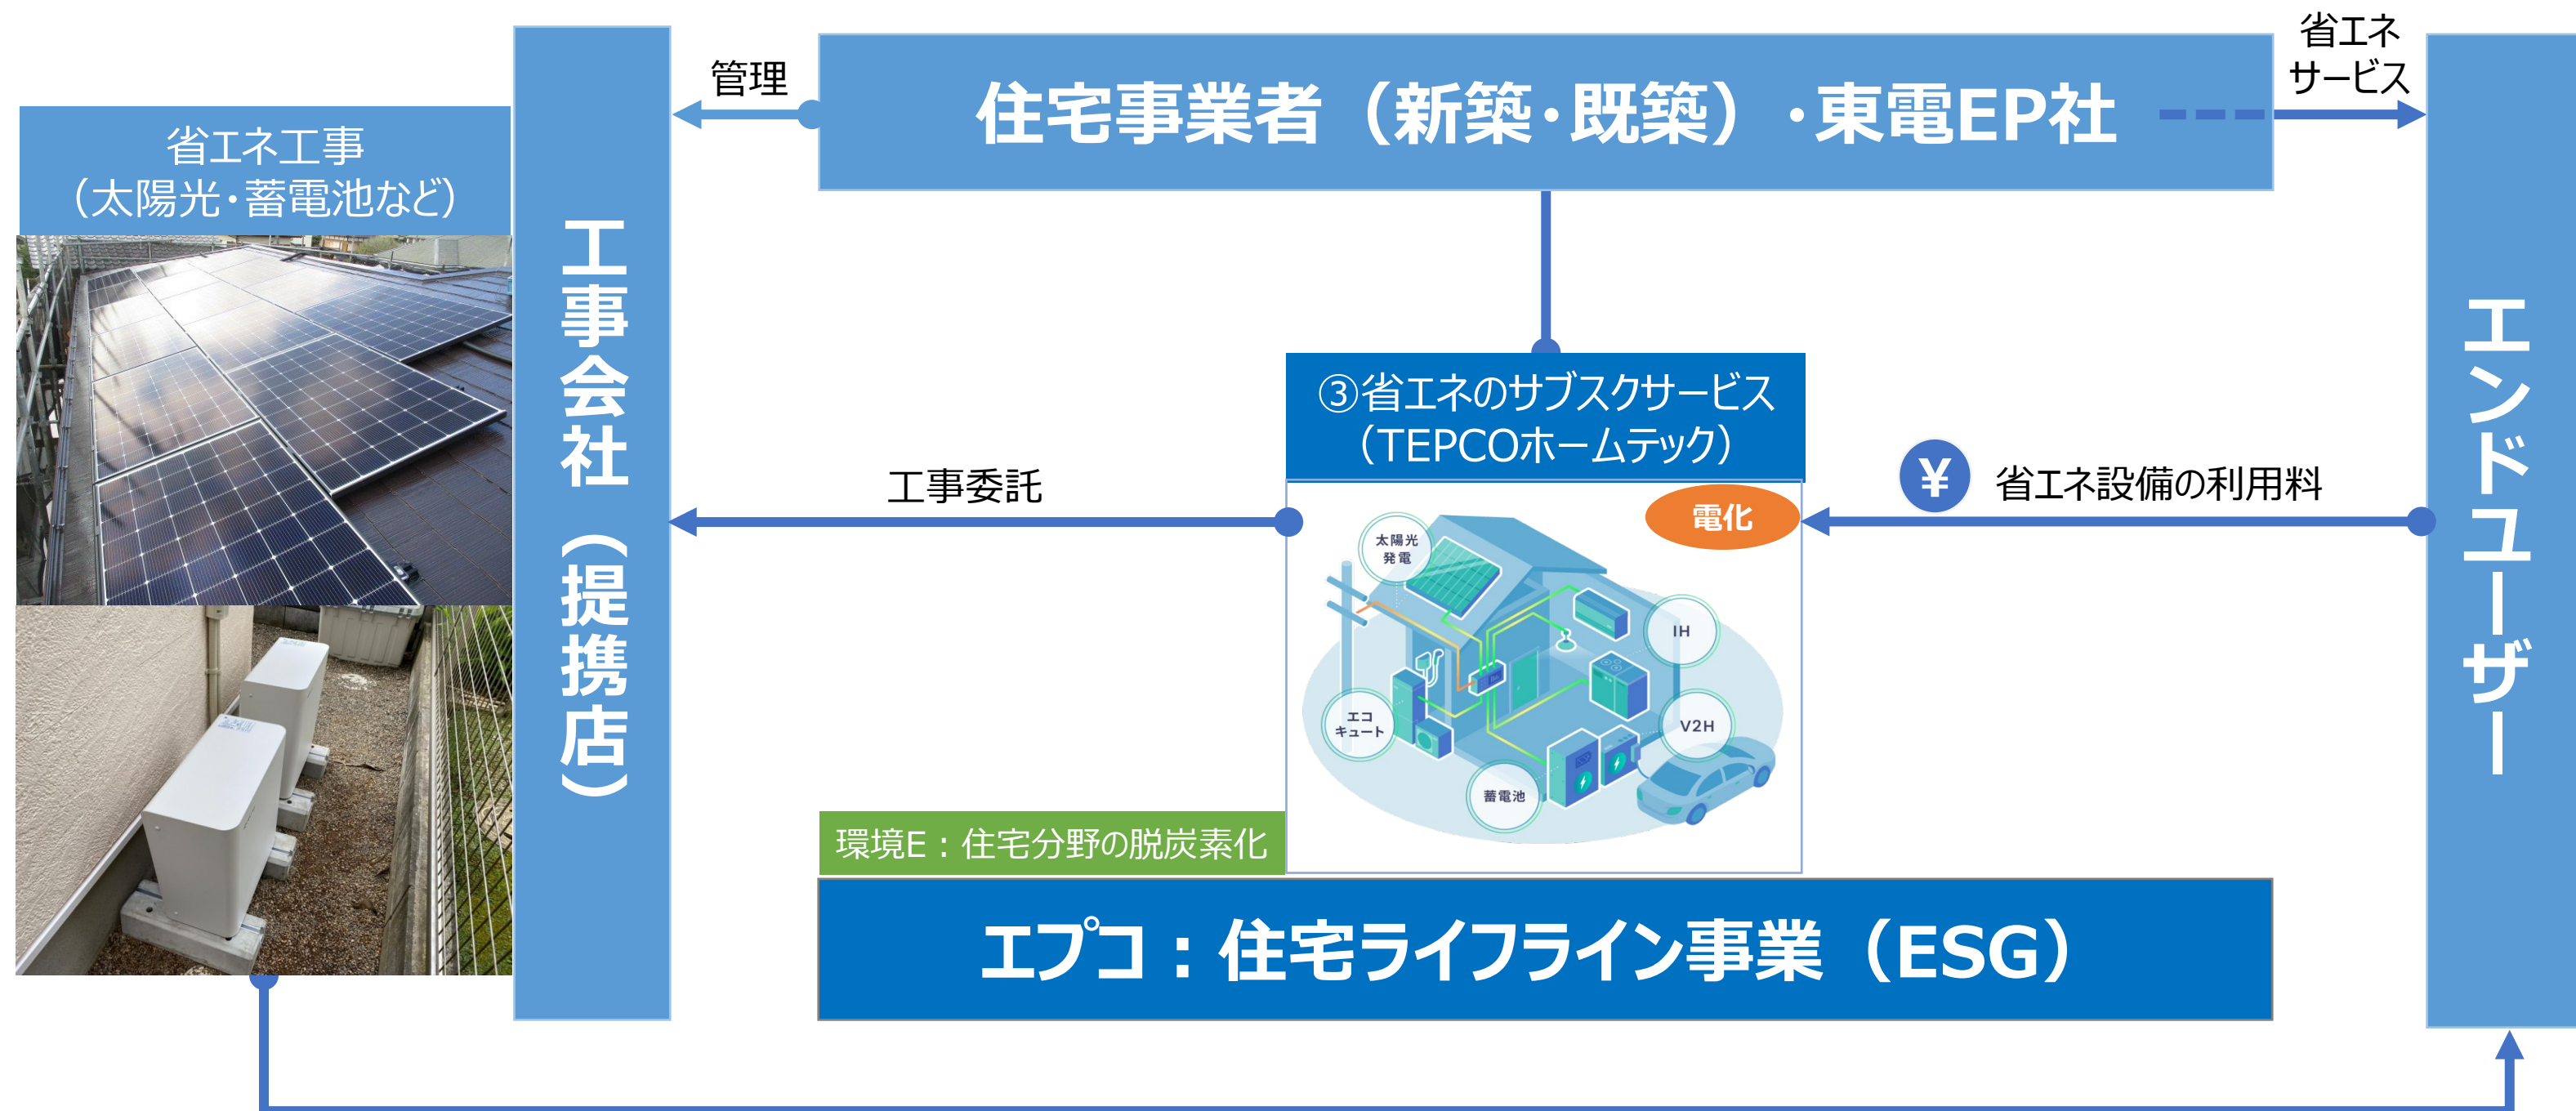 省エネ
サービス
管理
住宅事業者（新築・既築）・東電EP社
省エネ工事
（太陽光・蓄電池など）
工事会社（提携店）
エンドユーザー
③省エネのサブスクサービス
（TEPCOホームテック）
工事委託
¥ 省エネ設備の利用料
電化
太陽光
発電
IH
エコ
キュート
V2H
蓄電池
環境E：住宅分野の脱炭素化
エプコ：住宅ライフライン事業（ESG）